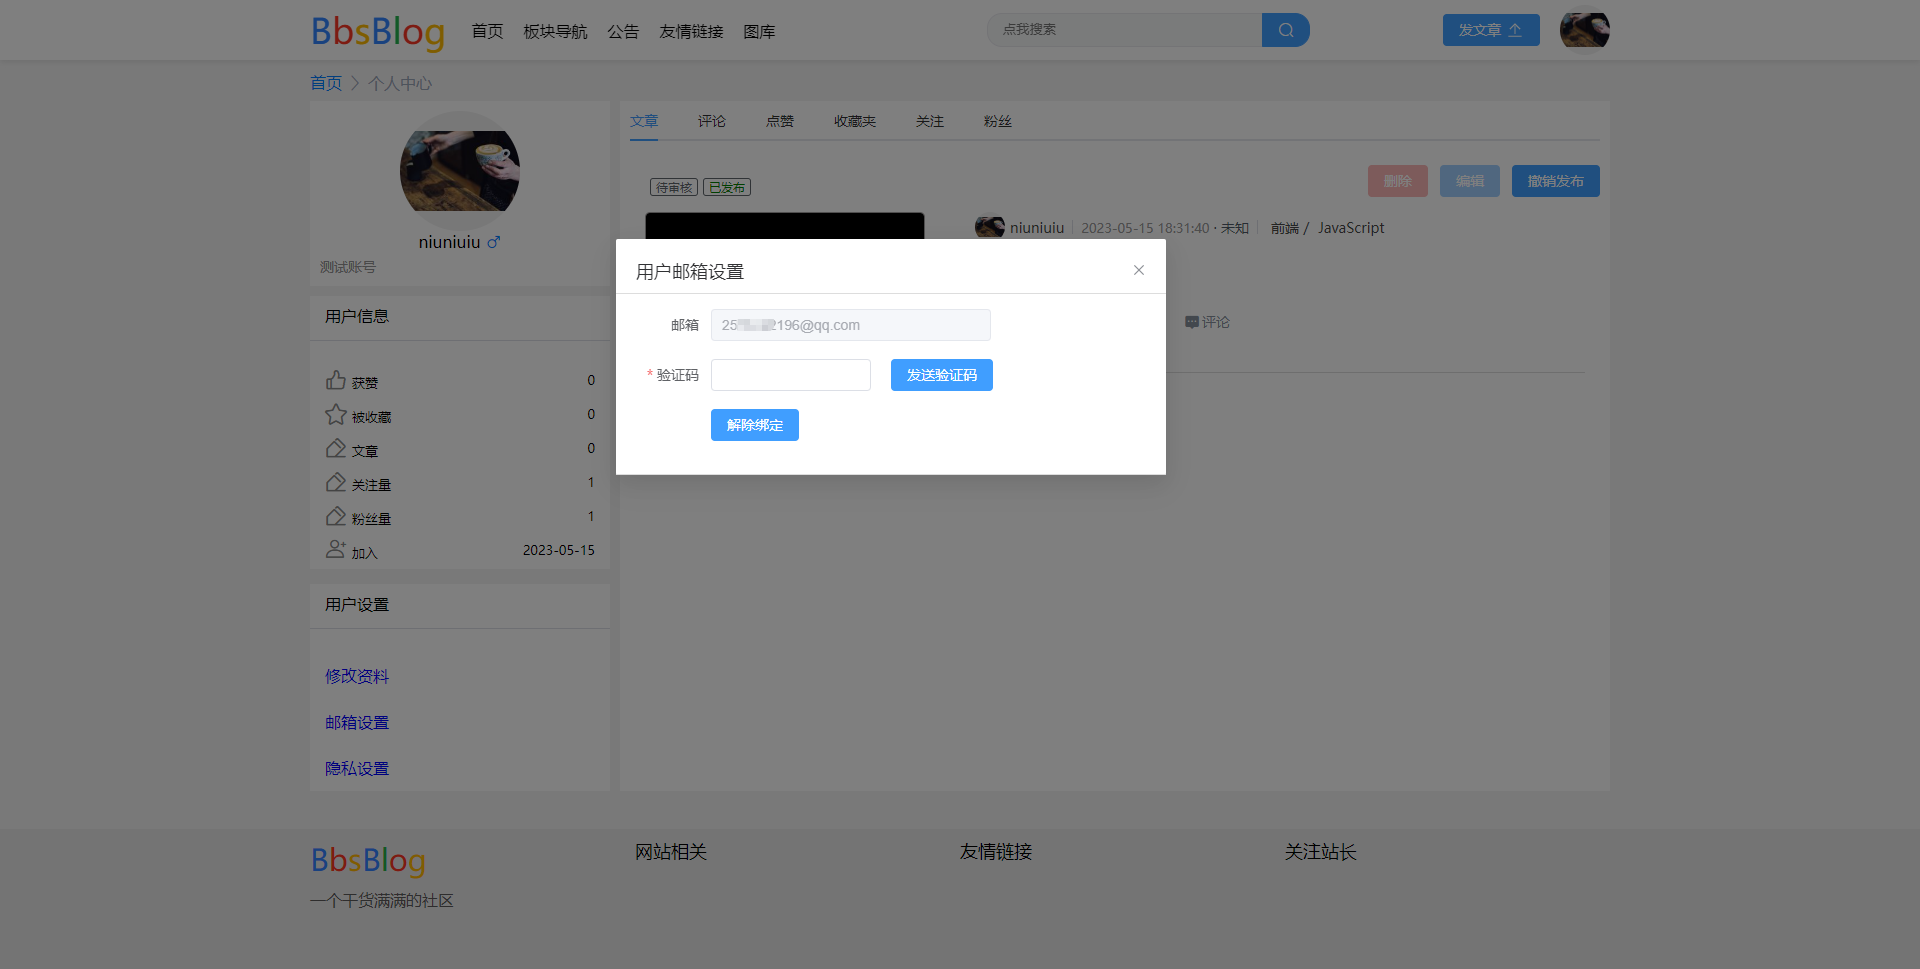 BbsBlog 首页 板块导航 公告 友情链接 图库 点我搜索 发文章
首页 个人中心
niuniuiu
测试账号
用户信息
获赞 0
被收藏 0
文章 0
关注量 1
粉丝量 1
加入 2023-05-15
用户设置
修改资料
邮箱设置
隐私设置
文章 评论 点赞 收藏夹 关注 粉丝
待审核 已发布 删除 编辑 撤销发布
niuniuiu 2023-05-15 18:31:40 · 未知 前端 / JavaScript
评论
用户邮箱设置
邮箱 25 2196@qq.com
* 验证码 发送验证码
解除绑定
BbsBlog
一个干货满满的社区
网站相关
友情链接
关注站长